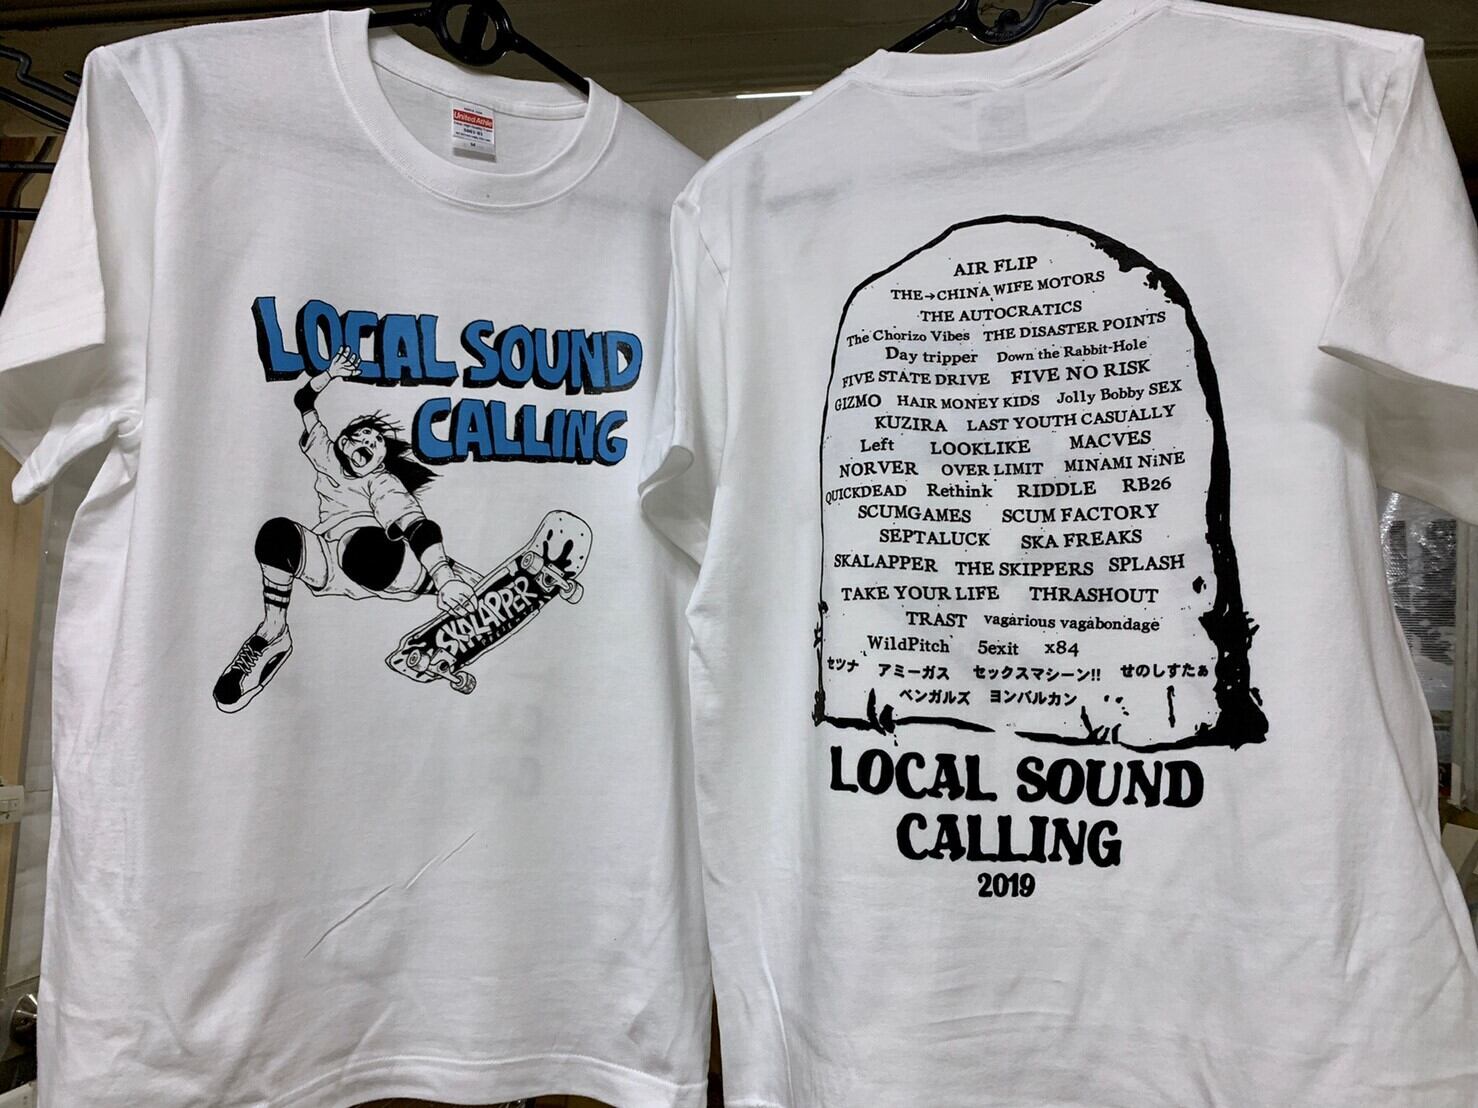 United Athle
5001-01
M
LOCAL SOUND
CALLING
SKALAPPER
AIR FLIP
THE→CHINA WIFE MOTORS
THE AUTOCRATICS
The Chorizo Vibes THE DISASTER POINTS
Day tripper Down the Rabbit-Hole
FIVE STATE DRIVE FIVE NO RISK
GIZMO HAIR MONEY KIDS Jolly Bobby SEX
KUZIRA LAST YOUTH CASUALLY
Left LOOKLIKE MACVES
NORVER OVER LIMIT MINAMI NiNE
QUICKDEAD Rethink RIDDLE RB26
SCUMGAMES SCUM FACTORY
SEPTALUCK SKA FREAKS
SKALAPPER THE SKIPPERS SPLASH
TAKE YOUR LIFE THRASHOUT
TRAST vagarious vagabondage
WildPitch 5exit x84
セツナ アミーガス セックスマシーン!! せのしすたぁ
ベンガルズ ヨンバルカン
LOCAL SOUND
CALLING
2019